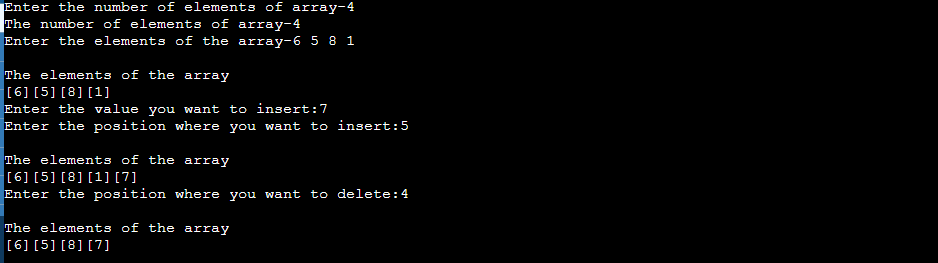 Enter the number of elements of array-4
The number of elements of array-4
Enter the elements of the array-6 5 8 1
The elements of the array
[6][5][8][1]
Enter the value you want to insert:7
Enter the position where you want to insert:5
The elements of the array
[6][5][8][1][7]
Enter the position where you want to delete:4
The elements of the array
[6][5][8][7]